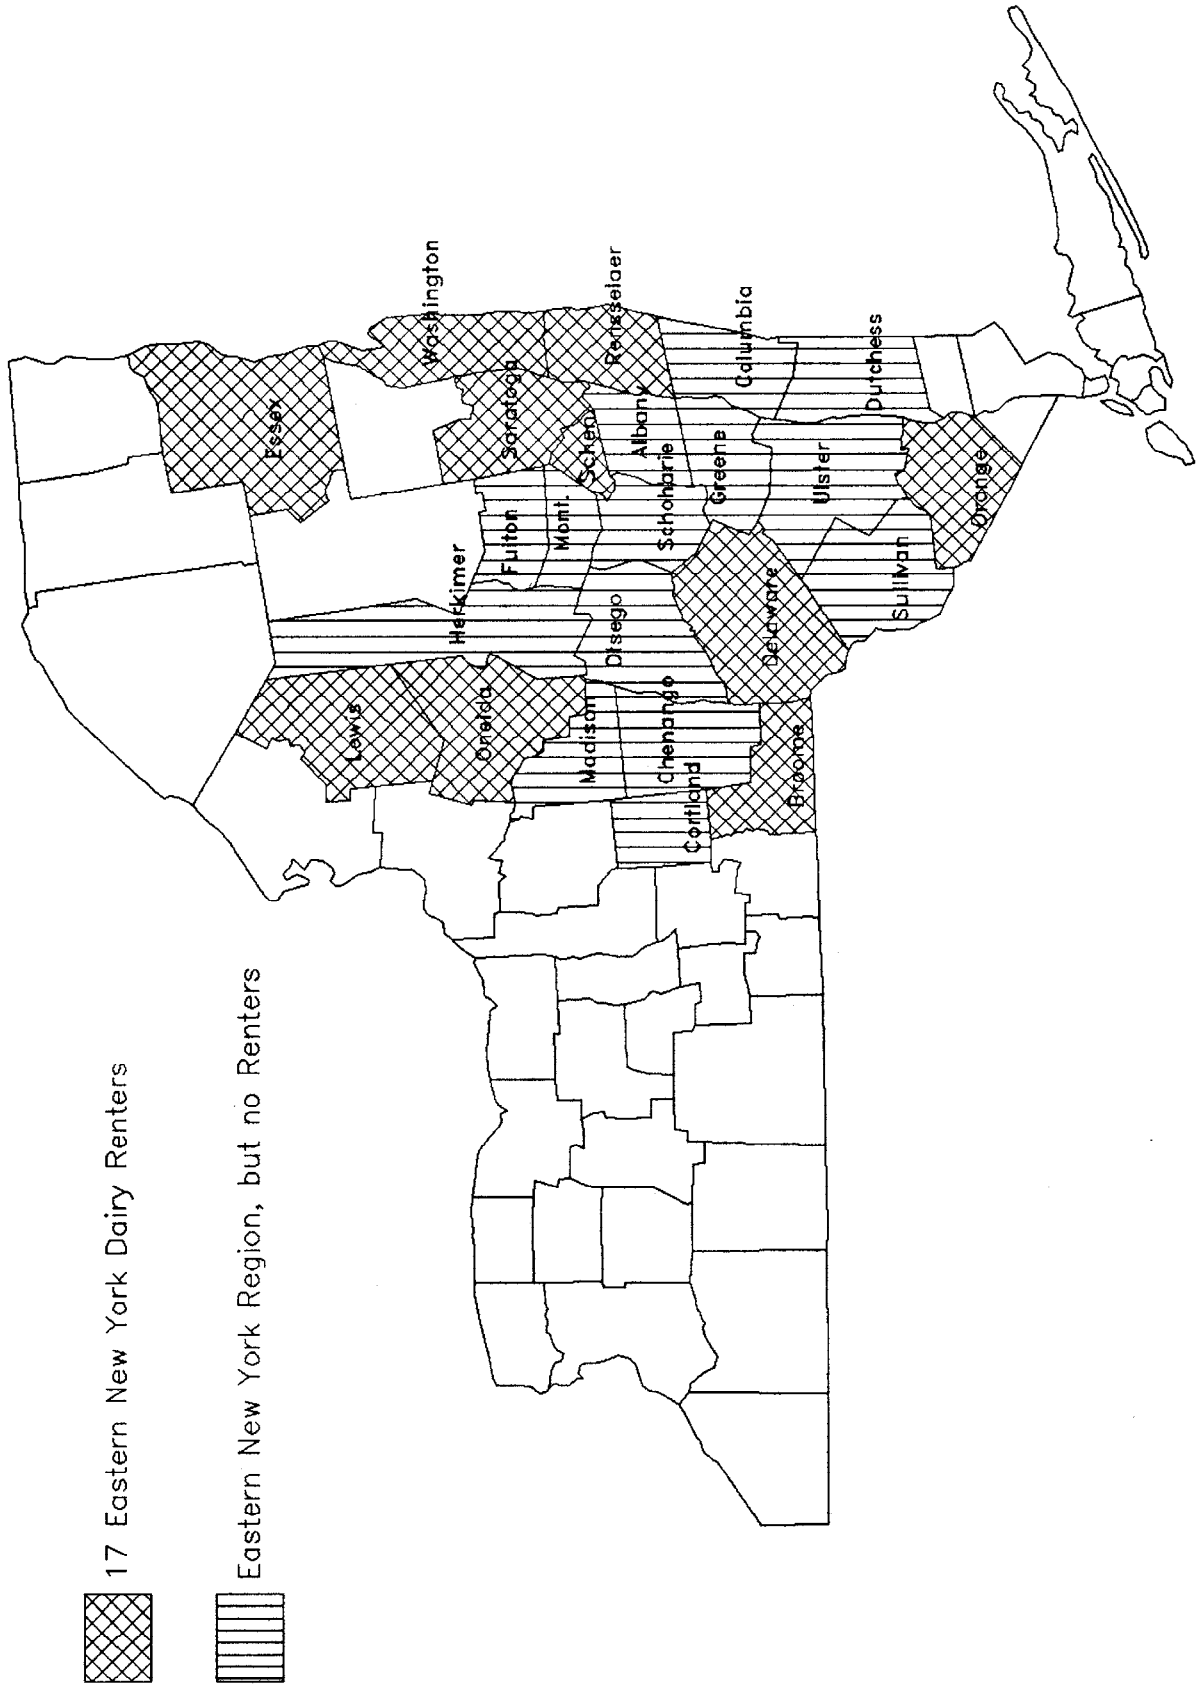 17 Eastern New York Dairy Renters
Eastern New York Region, but no Renters
Lewis
Essex
Oneida
Herkimer
Washington
Fulton
Saratoga
Mont.
Schen
Madison
Otsego
Rensselaer
Albany
Chenango
Schoharie
Cortland
Greene
Columbia
Delaware
Broome
Ulster
Dutchess
Sullivan
Orange